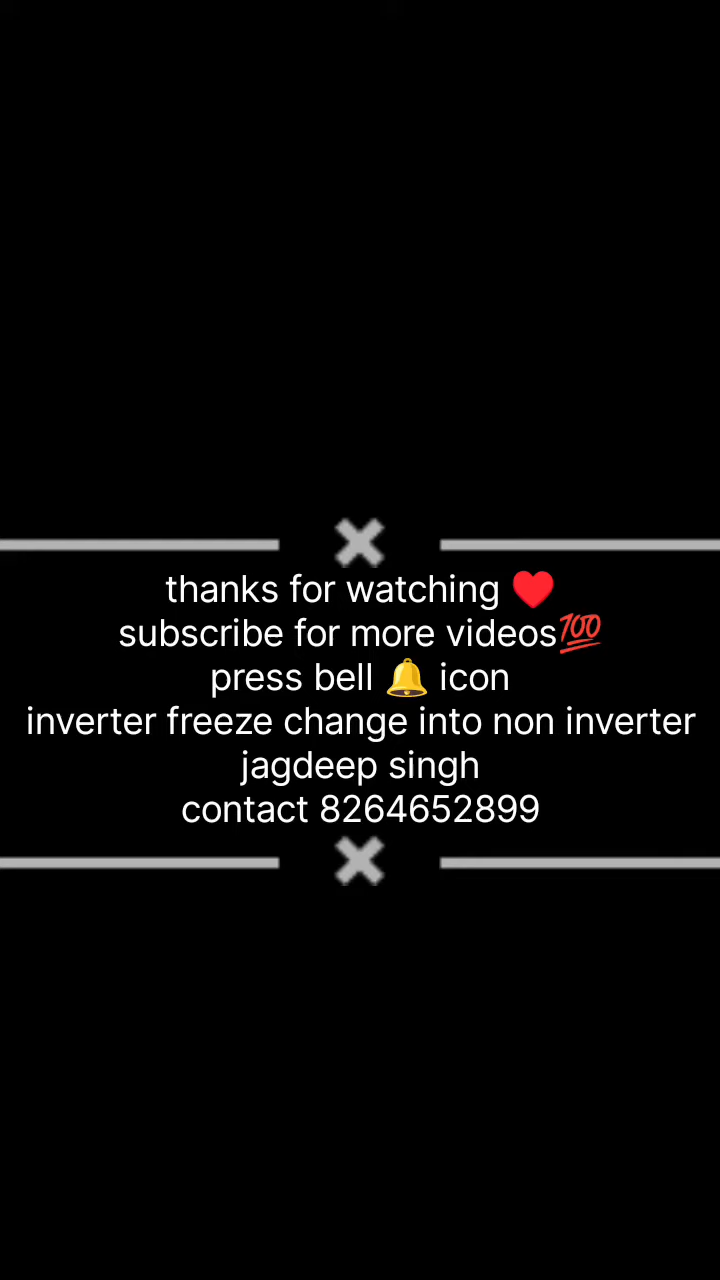 thanks for watching ♥️
subscribe for more videos💯
press bell 🔔 icon
inverter freeze change into non inverter
jagdeep singh
contact 8264652899